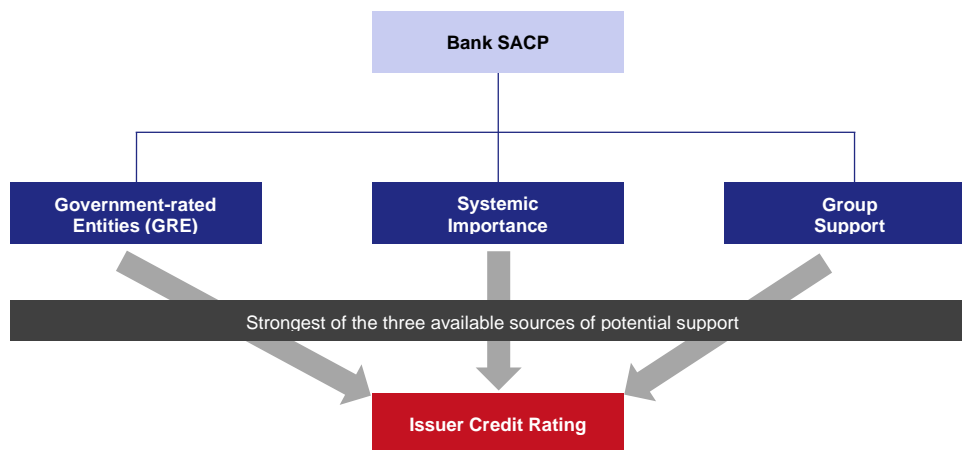 Bank SACP
Government-rated
Entities (GRE)
Systemic
Importance
Group
Support
Strongest of the three available sources of potential support
Issuer Credit Rating